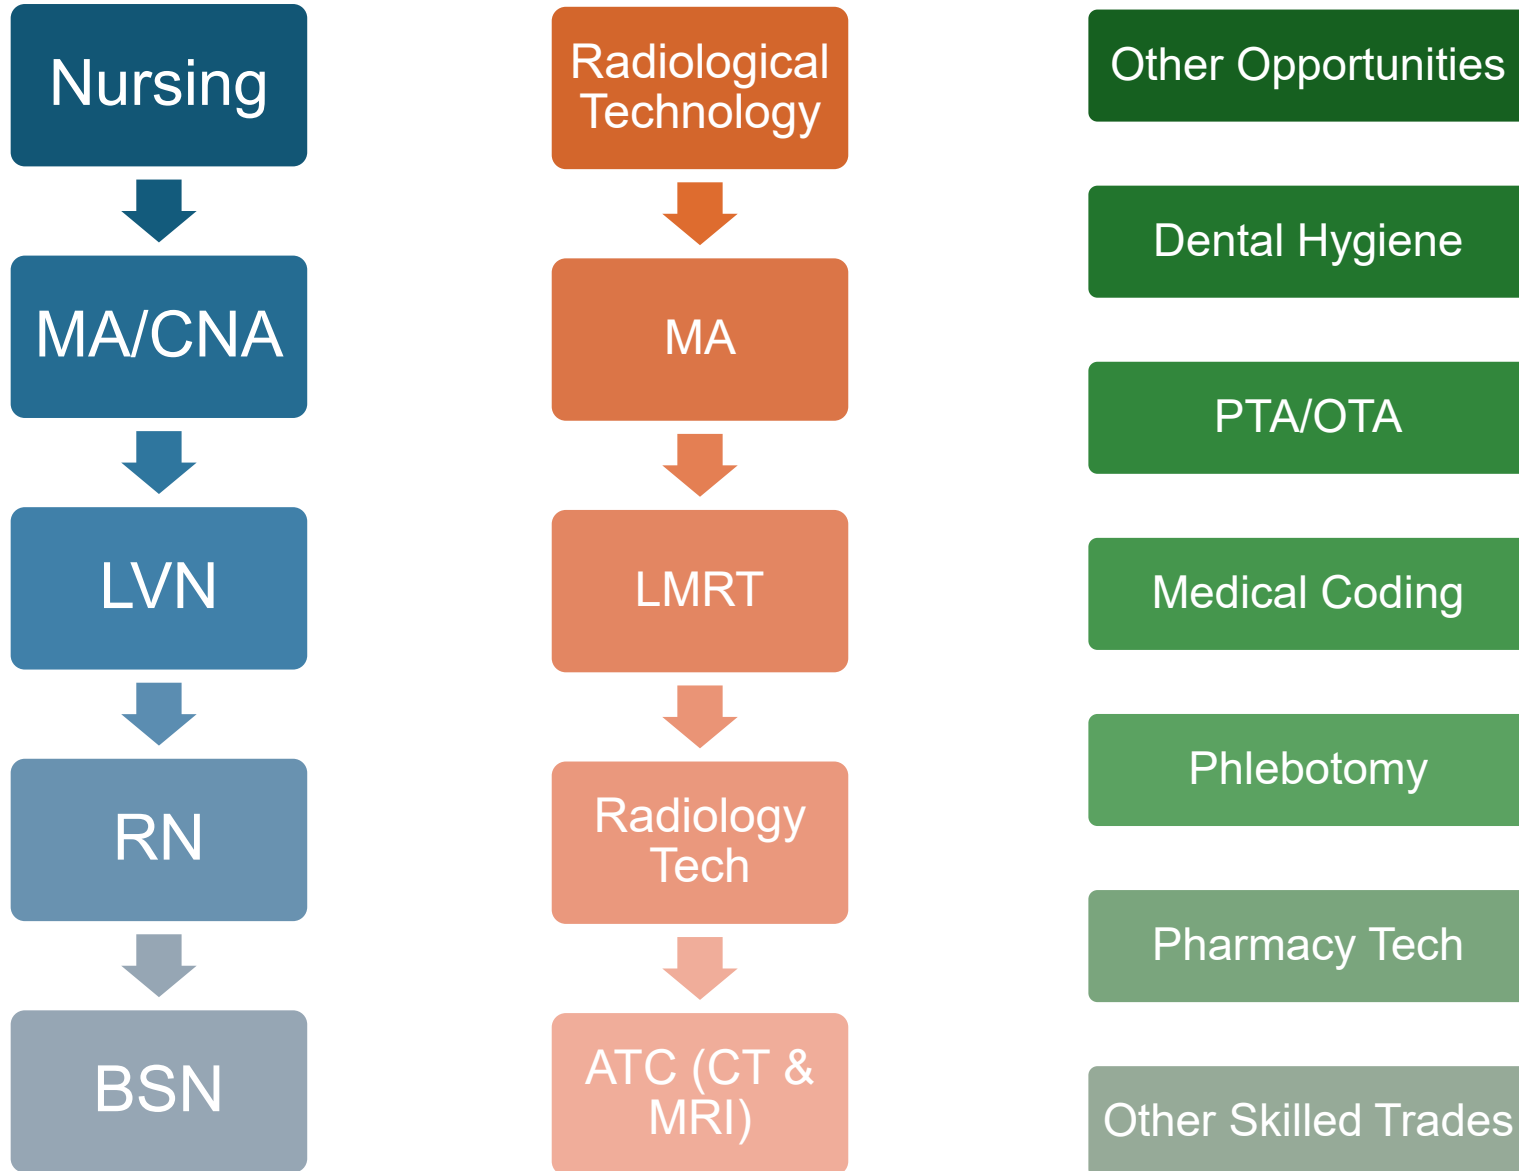 Nursing
MA/CNA
LVN
RN
BSN
Radiological
Technology
MA
LMRT
Radiology
Tech
ATC (CT &
MRI)
Other Opportunities
Dental Hygiene
PTA/OTA
Medical Coding
Phlebotomy
Pharmacy Tech
Other Skilled Trades